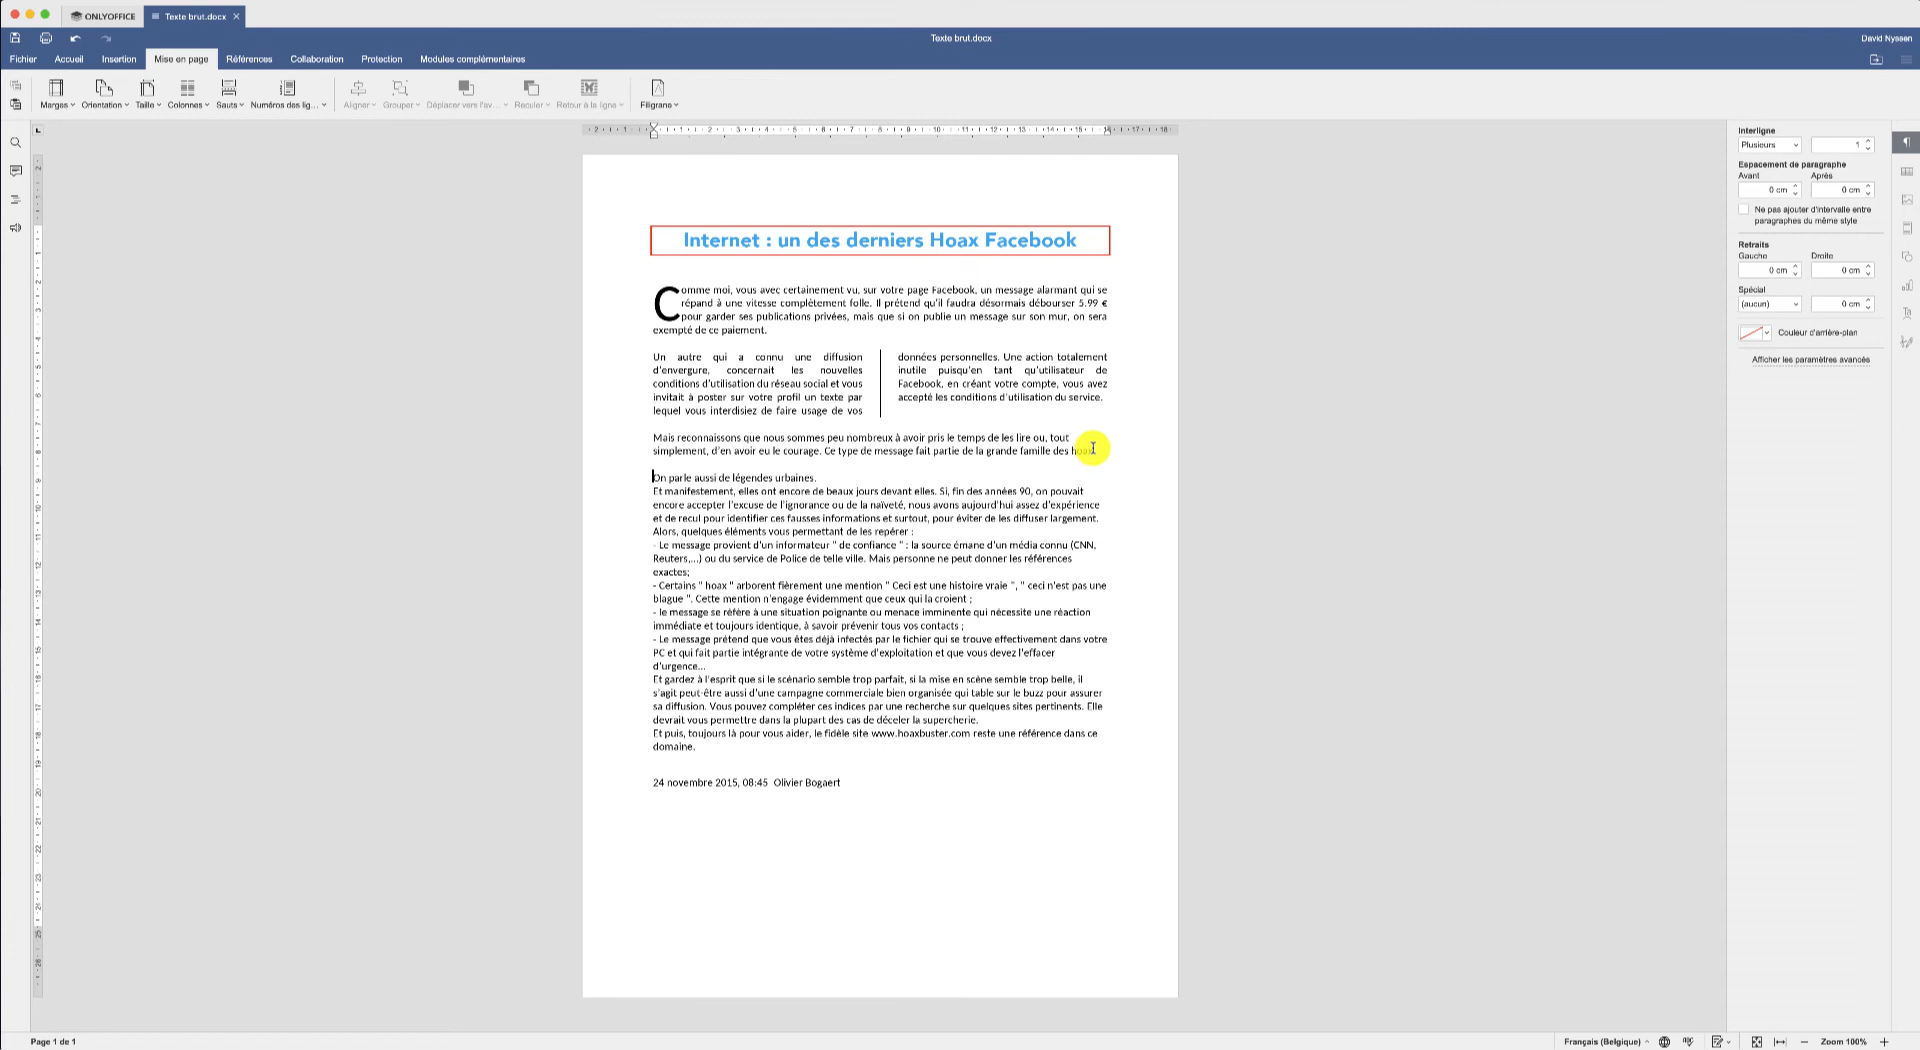 ONLYOFFICE
Texte brut.docx
Texte brut.docx
David Nyssen
Fichier Accueil Insertion Mise en page Références Collaboration Protection Modules complémentaires
Marges Orientation Taille Colonnes Sauts Numéros des lig... Aligner Grouper Déplacer vers l'av... Reculer Retour à la ligne Filigrane
Internet : un des derniers Hoax Facebook
Comme moi, vous avec certainement vu, sur votre page Facebook, un message alarmant qui se
répand à une vitesse complètement folle. Il prétend qu'il faudra désormais débourser 5.99 €
pour garder ses publications privées, mais que si on publie un message sur son mur, on sera
exempté de ce paiement.
Un autre qui a connu une diffusion
d'envergure, concernait les nouvelles
conditions d'utilisation du réseau social et vous
invitait à poster sur votre profil un texte par
lequel vous interdisiez de faire usage de vos
données personnelles. Une action totalement
inutile puisqu'en tant qu'utilisateur de
Facebook, en créant votre compte, vous avez
accepté les conditions d'utilisation du service.
Mais reconnaissons que nous sommes peu nombreux à avoir pris le temps de les lire ou, tout
simplement, d'en avoir eu le courage. Ce type de message fait partie de la grande famille des hoax.
On parle aussi de légendes urbaines.
Et manifestement, elles ont encore de beaux jours devant elles. Si, fin des années 90, on pouvait
encore accepter l'excuse de l'ignorance ou de la naïveté, nous avons aujourd'hui assez d'expérience
et de recul pour identifier ces fausses informations et surtout, pour éviter de les diffuser largement.
Alors, quelques éléments vous permettant de les repérer :
- Le message provient d'un informateur " de confiance " : la source émane d'un média connu (CNN,
Reuters,...) ou du service de Police de telle ville. Mais personne ne peut donner les références
exactes;
- Certains " hoax " arborent fièrement une mention " Ceci est une histoire vraie ", " ceci n'est pas une
blague ". Cette mention n'engage évidemment que ceux qui la croient ;
- le message se réfère à une situation poignante ou menace imminente qui nécessite une réaction
immédiate et toujours identique, à savoir prévenir tous vos contacts ;
- Le message prétend que vous êtes déjà infectés par le fichier qui se trouve effectivement dans votre
PC et qui fait partie intégrante de votre système d'exploitation et que vous devez l'effacer
d'urgence...
Et gardez à l'esprit que si le scénario semble trop parfait, si la mise en scène semble trop belle, il
s'agit peut-être aussi d'une campagne commerciale bien organisée qui table sur le buzz pour assurer
sa diffusion. Vous pouvez compléter ces indices par une recherche sur quelques sites pertinents. Elle
devrait vous permettre dans la plupart des cas de déceler la supercherie.
Et puis, toujours là pour vous aider, le fidèle site www.hoaxbuster.com reste une référence dans ce
domaine.
24 novembre 2015, 08:45 Olivier Bogaert
Interligne
Plusieurs 1
Espacement de paragraphe
Avant Après
0 cm 0 cm
Ne pas ajouter d'intervalle entre
paragraphes du même style
Retraits
Gauche Droite
0 cm 0 cm
Spécial
(aucun) 0 cm
Couleur d'arrière-plan
Afficher les paramètres avancés
Page 1 de 1
Français (Belgique)
Zoom 100%